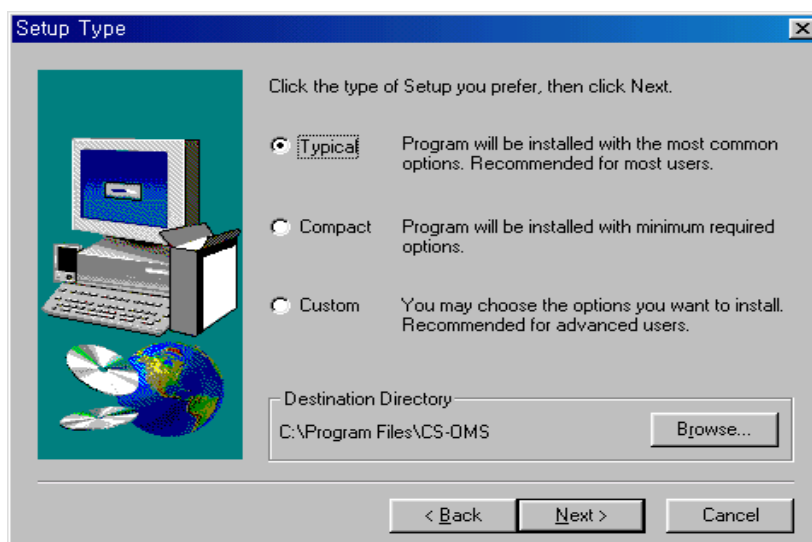 Setup Type
Click the type of Setup you prefer, then click Next.
Typical
Program will be installed with the most common
options. Recommended for most users.
Compact
Program will be installed with minimum required
options.
Custom
You may choose the options you want to install.
Recommended for advanced users.
Destination Directory
C:\Program Files\CS-OMS
Browse...
< Back
Next >
Cancel